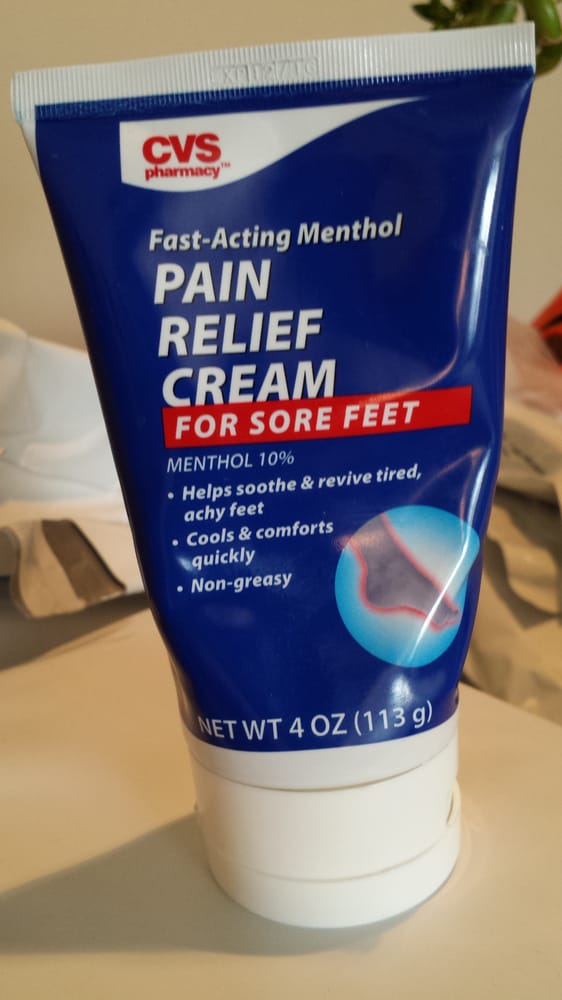 CVS
pharmacy™
Fast-Acting Menthol
PAIN
RELIEF
CREAM
FOR SORE FEET
MENTHOL 10%
• Helps soothe & revive tired,
achy feet
• Cools & comforts
quickly
• Non-greasy
NET WT 4 OZ (113 g)